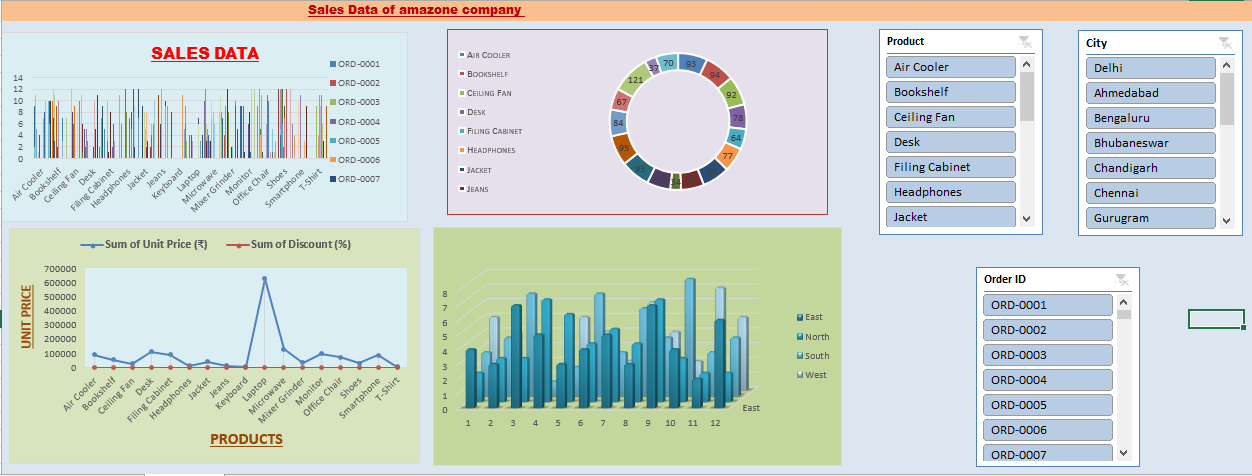 Sales Data of amazone company
SALES DATA
14
12
10
8
6
4
2
0
Air Cooler
Bookshelf
Ceiling Fan
Desk
Filing Cabinet
Headphones
Jacket
Jeans
Keyboard
Laptop
Microwave
Mixer Grinder
Monitor
Office Chair
Shoes
Smartphone
T-Shirt
ORD-0001
ORD-0002
ORD-0003
ORD-0004
ORD-0005
ORD-0006
ORD-0007
AIR COOLER
BOOKSHELF
CEILING FAN
DESK
FILING CABINET
HEADPHONES
JACKET
JEANS
93
94
92
78
64
77
95
84
67
121
37
70
Product
Air Cooler
Bookshelf
Ceiling Fan
Desk
Filing Cabinet
Headphones
Jacket
City
Delhi
Ahmedabad
Bengaluru
Bhubaneswar
Chandigarh
Chennai
Gurugram
Sum of Unit Price (₹)
Sum of Discount (%)
UNIT PRICE
700000
600000
500000
400000
300000
200000
100000
0
Air Cooler
Bookshelf
Ceiling Fan
Desk
Filing Cabinet
Headphones
Jacket
Jeans
Keyboard
Laptop
Microwave
Mixer Grinder
Monitor
Office Chair
Shoes
Smartphone
T-Shirt
PRODUCTS
8
7
6
5
4
3
2
1
0
1 2 3 4 5 6 7 8 9 10 11 12
East
East
North
South
West
Order ID
ORD-0001
ORD-0002
ORD-0003
ORD-0004
ORD-0005
ORD-0006
ORD-0007